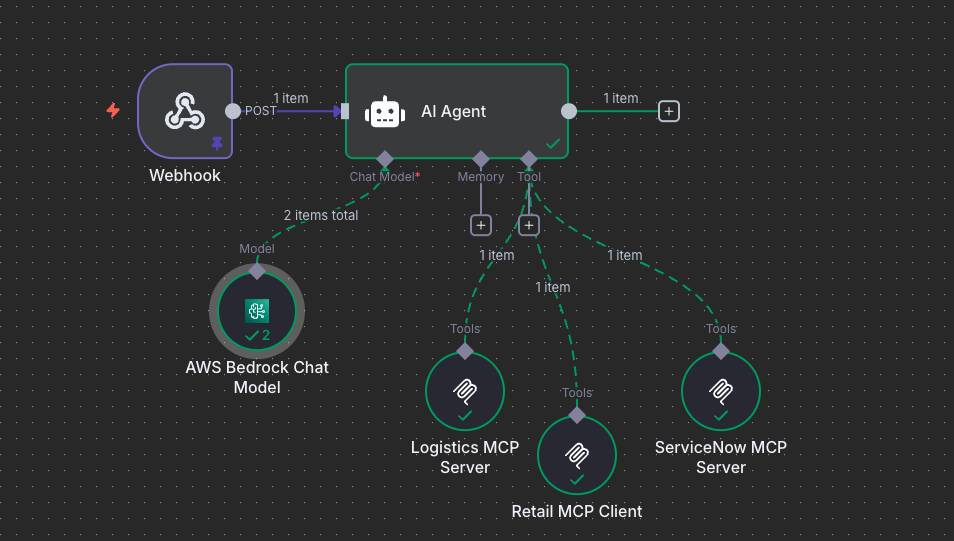 1 item
POST
Webhook
AI Agent
1 item
Chat Model*
Memory
Tool
2 items total
Model
2
AWS Bedrock Chat
Model
1 item
1 item
1 item
Tools
Logistics MCP
Server
Tools
Retail MCP Client
Tools
ServiceNow MCP
Server